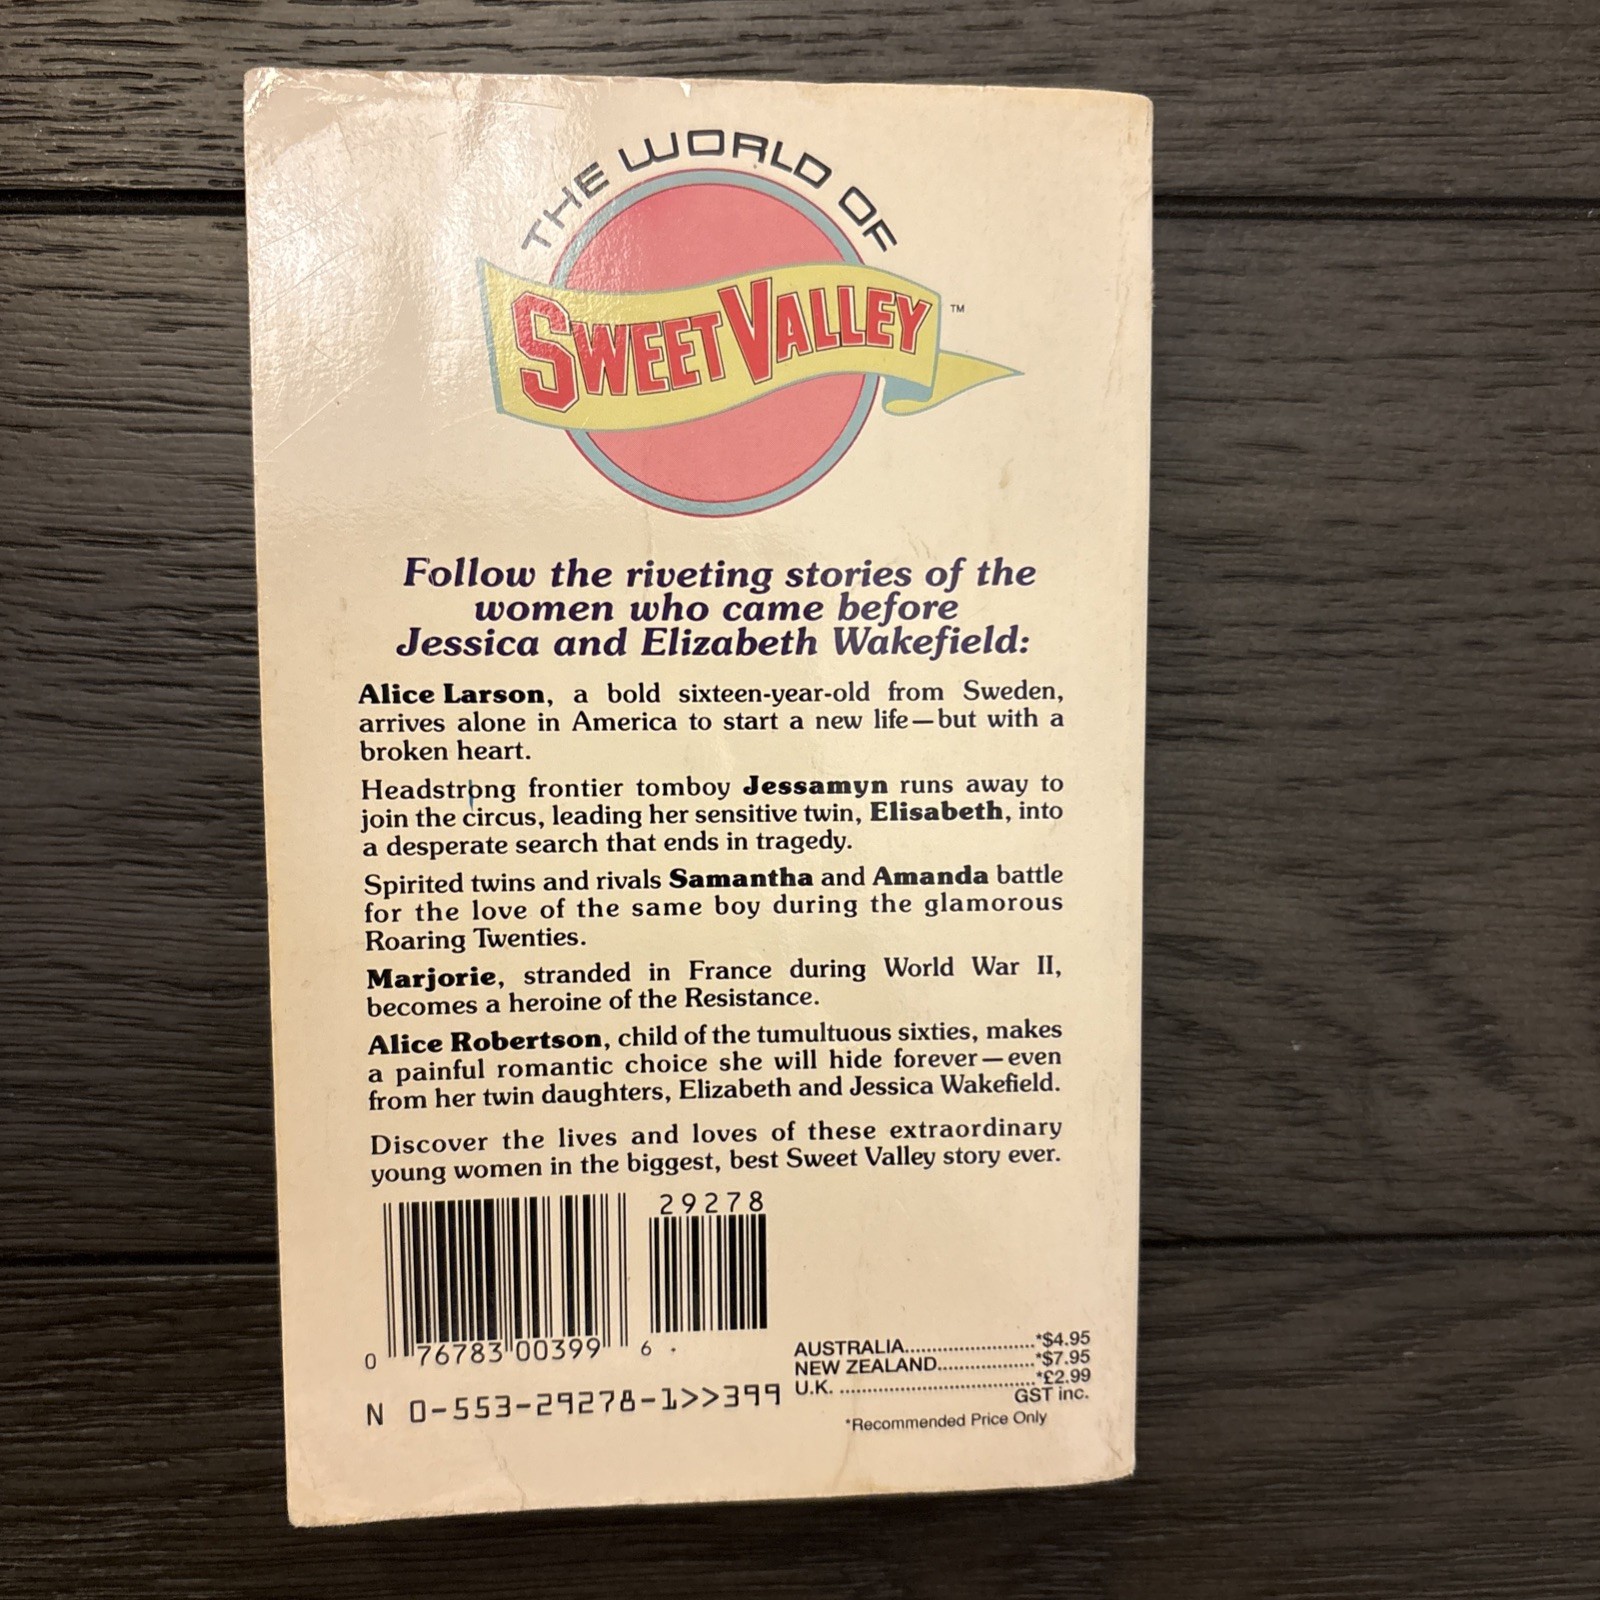 THE WORLD OF
SWEET VALLEY ™
Follow the riveting stories of the
women who came before
Jessica and Elizabeth Wakefield:
Alice Larson, a bold sixteen-year-old from Sweden,
arrives alone in America to start a new life—but with a
broken heart.
Headstrong frontier tomboy Jessamyn runs away to
join the circus, leading her sensitive twin, Elisabeth, into
a desperate search that ends in tragedy.
Spirited twins and rivals Samantha and Amanda battle
for the love of the same boy during the glamorous
Roaring Twenties.
Marjorie, stranded in France during World War II,
becomes a heroine of the Resistance.
Alice Robertson, child of the tumultuous sixties, makes
a painful romantic choice she will hide forever—even
from her twin daughters, Elizabeth and Jessica Wakefield.
Discover the lives and loves of these extraordinary
young women in the biggest, best Sweet Valley story ever.
29278
0 76783 00399 6
N 0-553-29278-1>>399
AUSTRALIA..........................*$4.95
NEW ZEALAND..................*$7.95
U.K. ....................................*£2.99
GST inc.
*Recommended Price Only